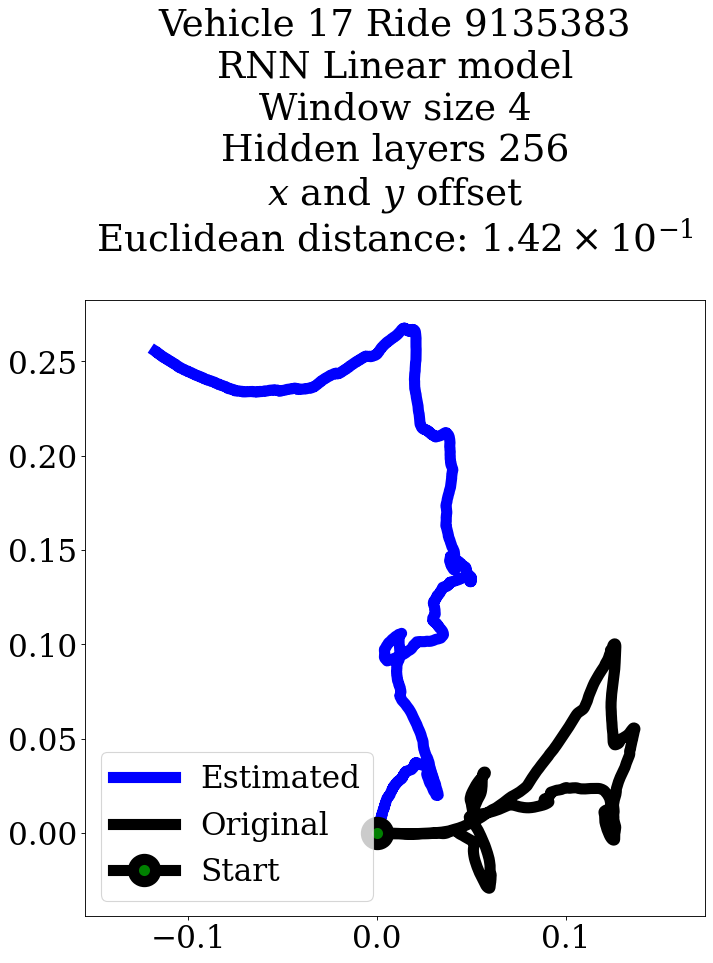 Vehicle 17 Ride 9135383
RNN Linear model
Window size 4
Hidden layers 256
x and y offset
Euclidean distance: 1.42 × 10⁻¹
0.25
0.20
0.15
0.10
0.05
0.00
Estimated
Original
Start
−0.1
0.0
0.1